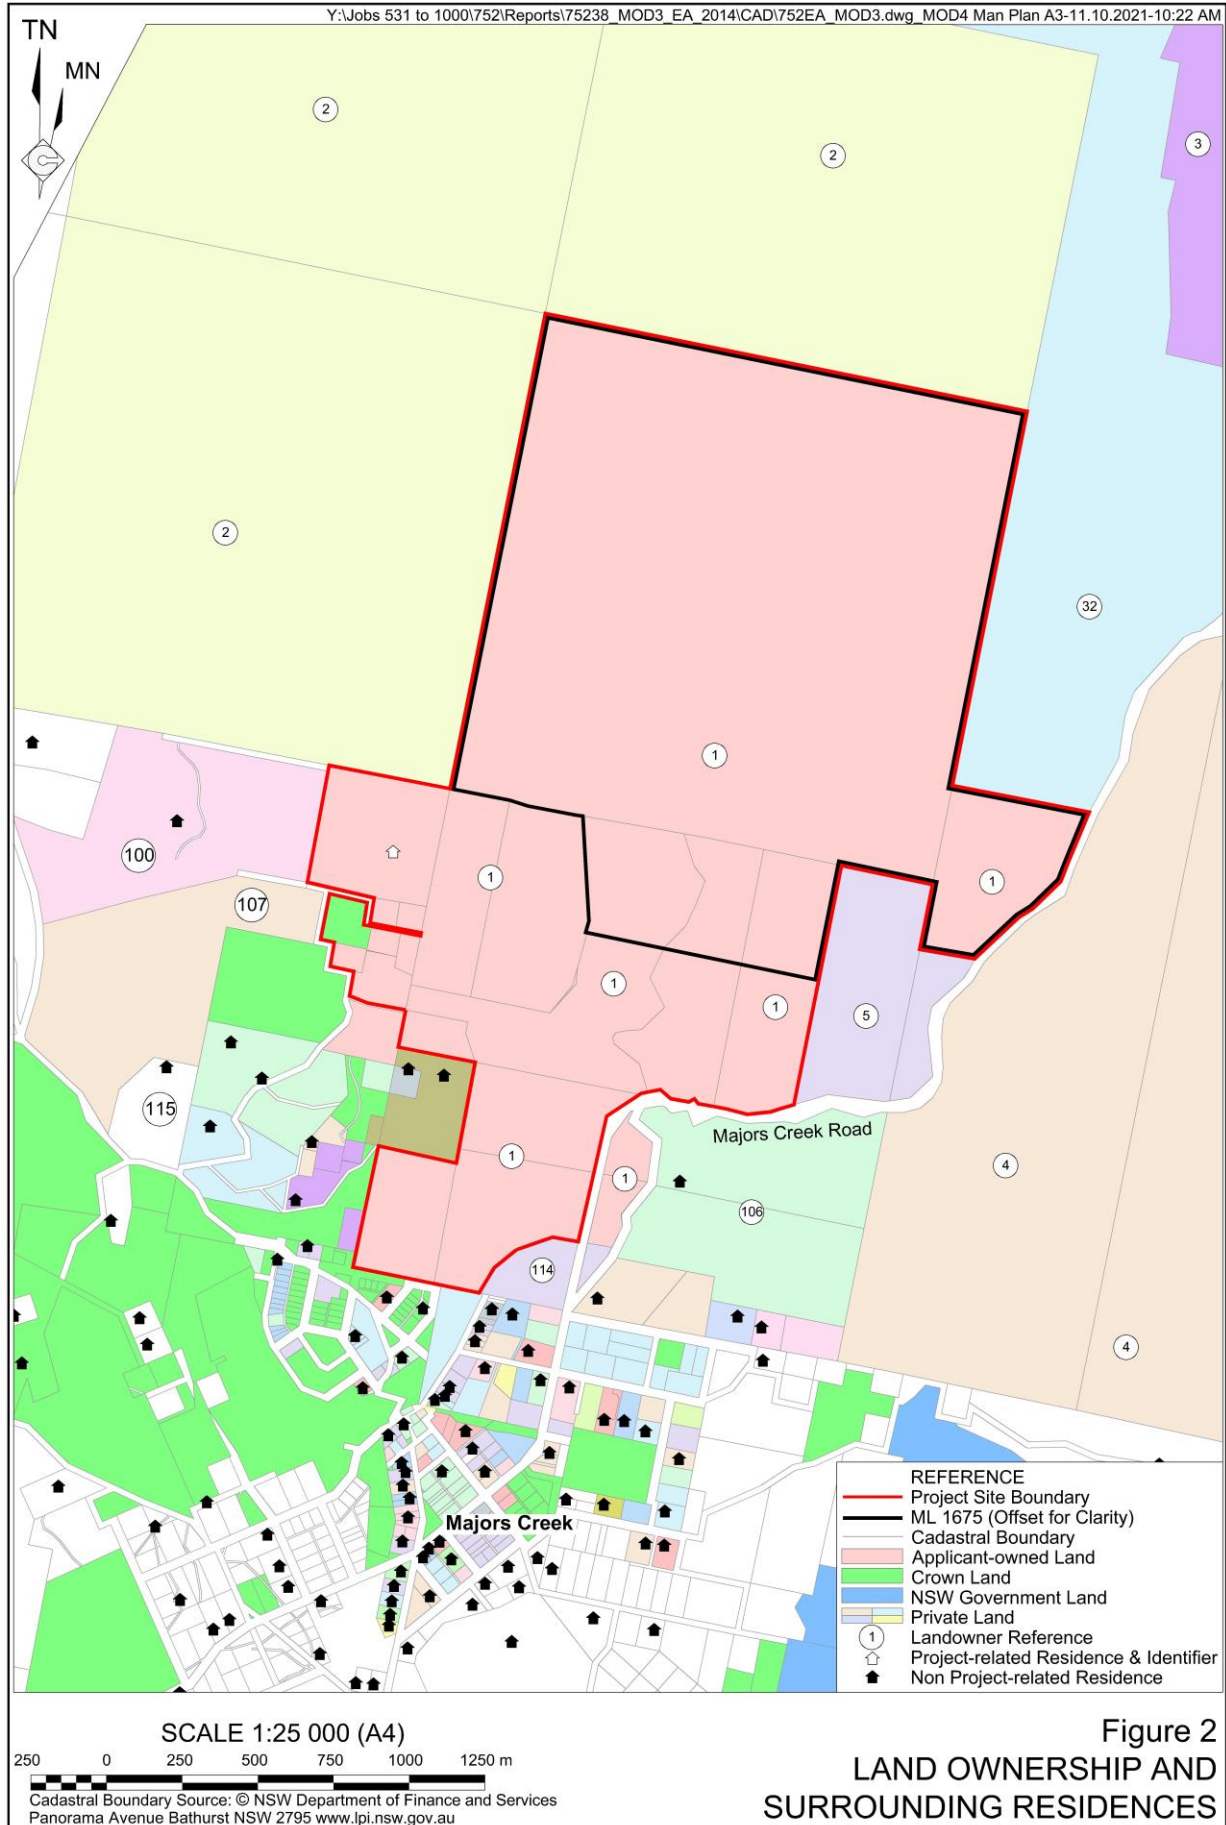 Y:\Jobs 531 to 1000\752\Reports\75238_MOD3_EA_2014\CAD\752EA_MOD3.dwg_MOD4 Man Plan A3-11.10.2021-10:22 AM
TN
MN
2
2
3
2
32
1
100
1
1
107
1
1
5
115
Majors Creek Road
1
1
4
106
114
4
Majors Creek
REFERENCE
Project Site Boundary
ML 1675 (Offset for Clarity)
Cadastral Boundary
Applicant-owned Land
Crown Land
NSW Government Land
Private Land
1 Landowner Reference
Project-related Residence & Identifier
Non Project-related Residence
SCALE 1:25 000 (A4)
250 0 250 500 750 1000 1250 m
Cadastral Boundary Source: © NSW Department of Finance and Services
Panorama Avenue Bathurst NSW 2795 www.lpi.nsw.gov.au
Figure 2
LAND OWNERSHIP AND
SURROUNDING RESIDENCES